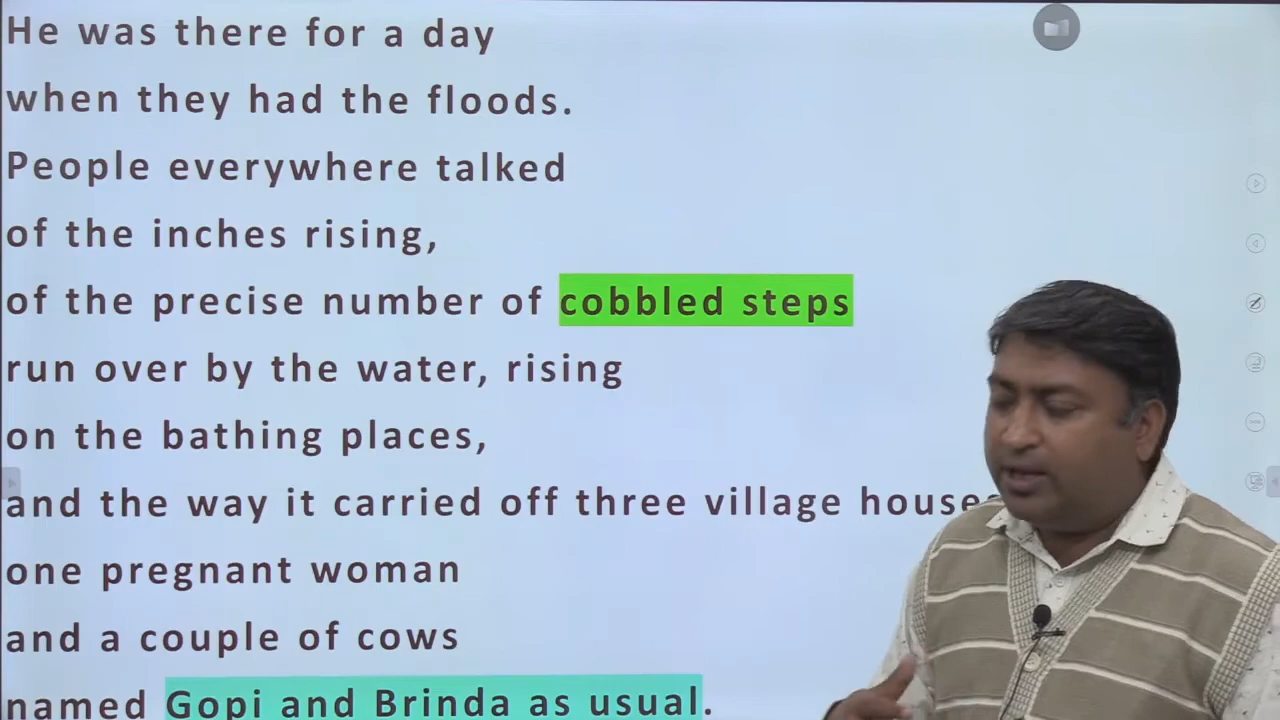 He was there for a day
when they had the floods.
People everywhere talked
of the inches rising,
of the precise number of cobbled steps
run over by the water, rising
on the bathing places,
and the way it carried off three village houses
one pregnant woman
and a couple of cows
named Gopi and Brinda as usual.